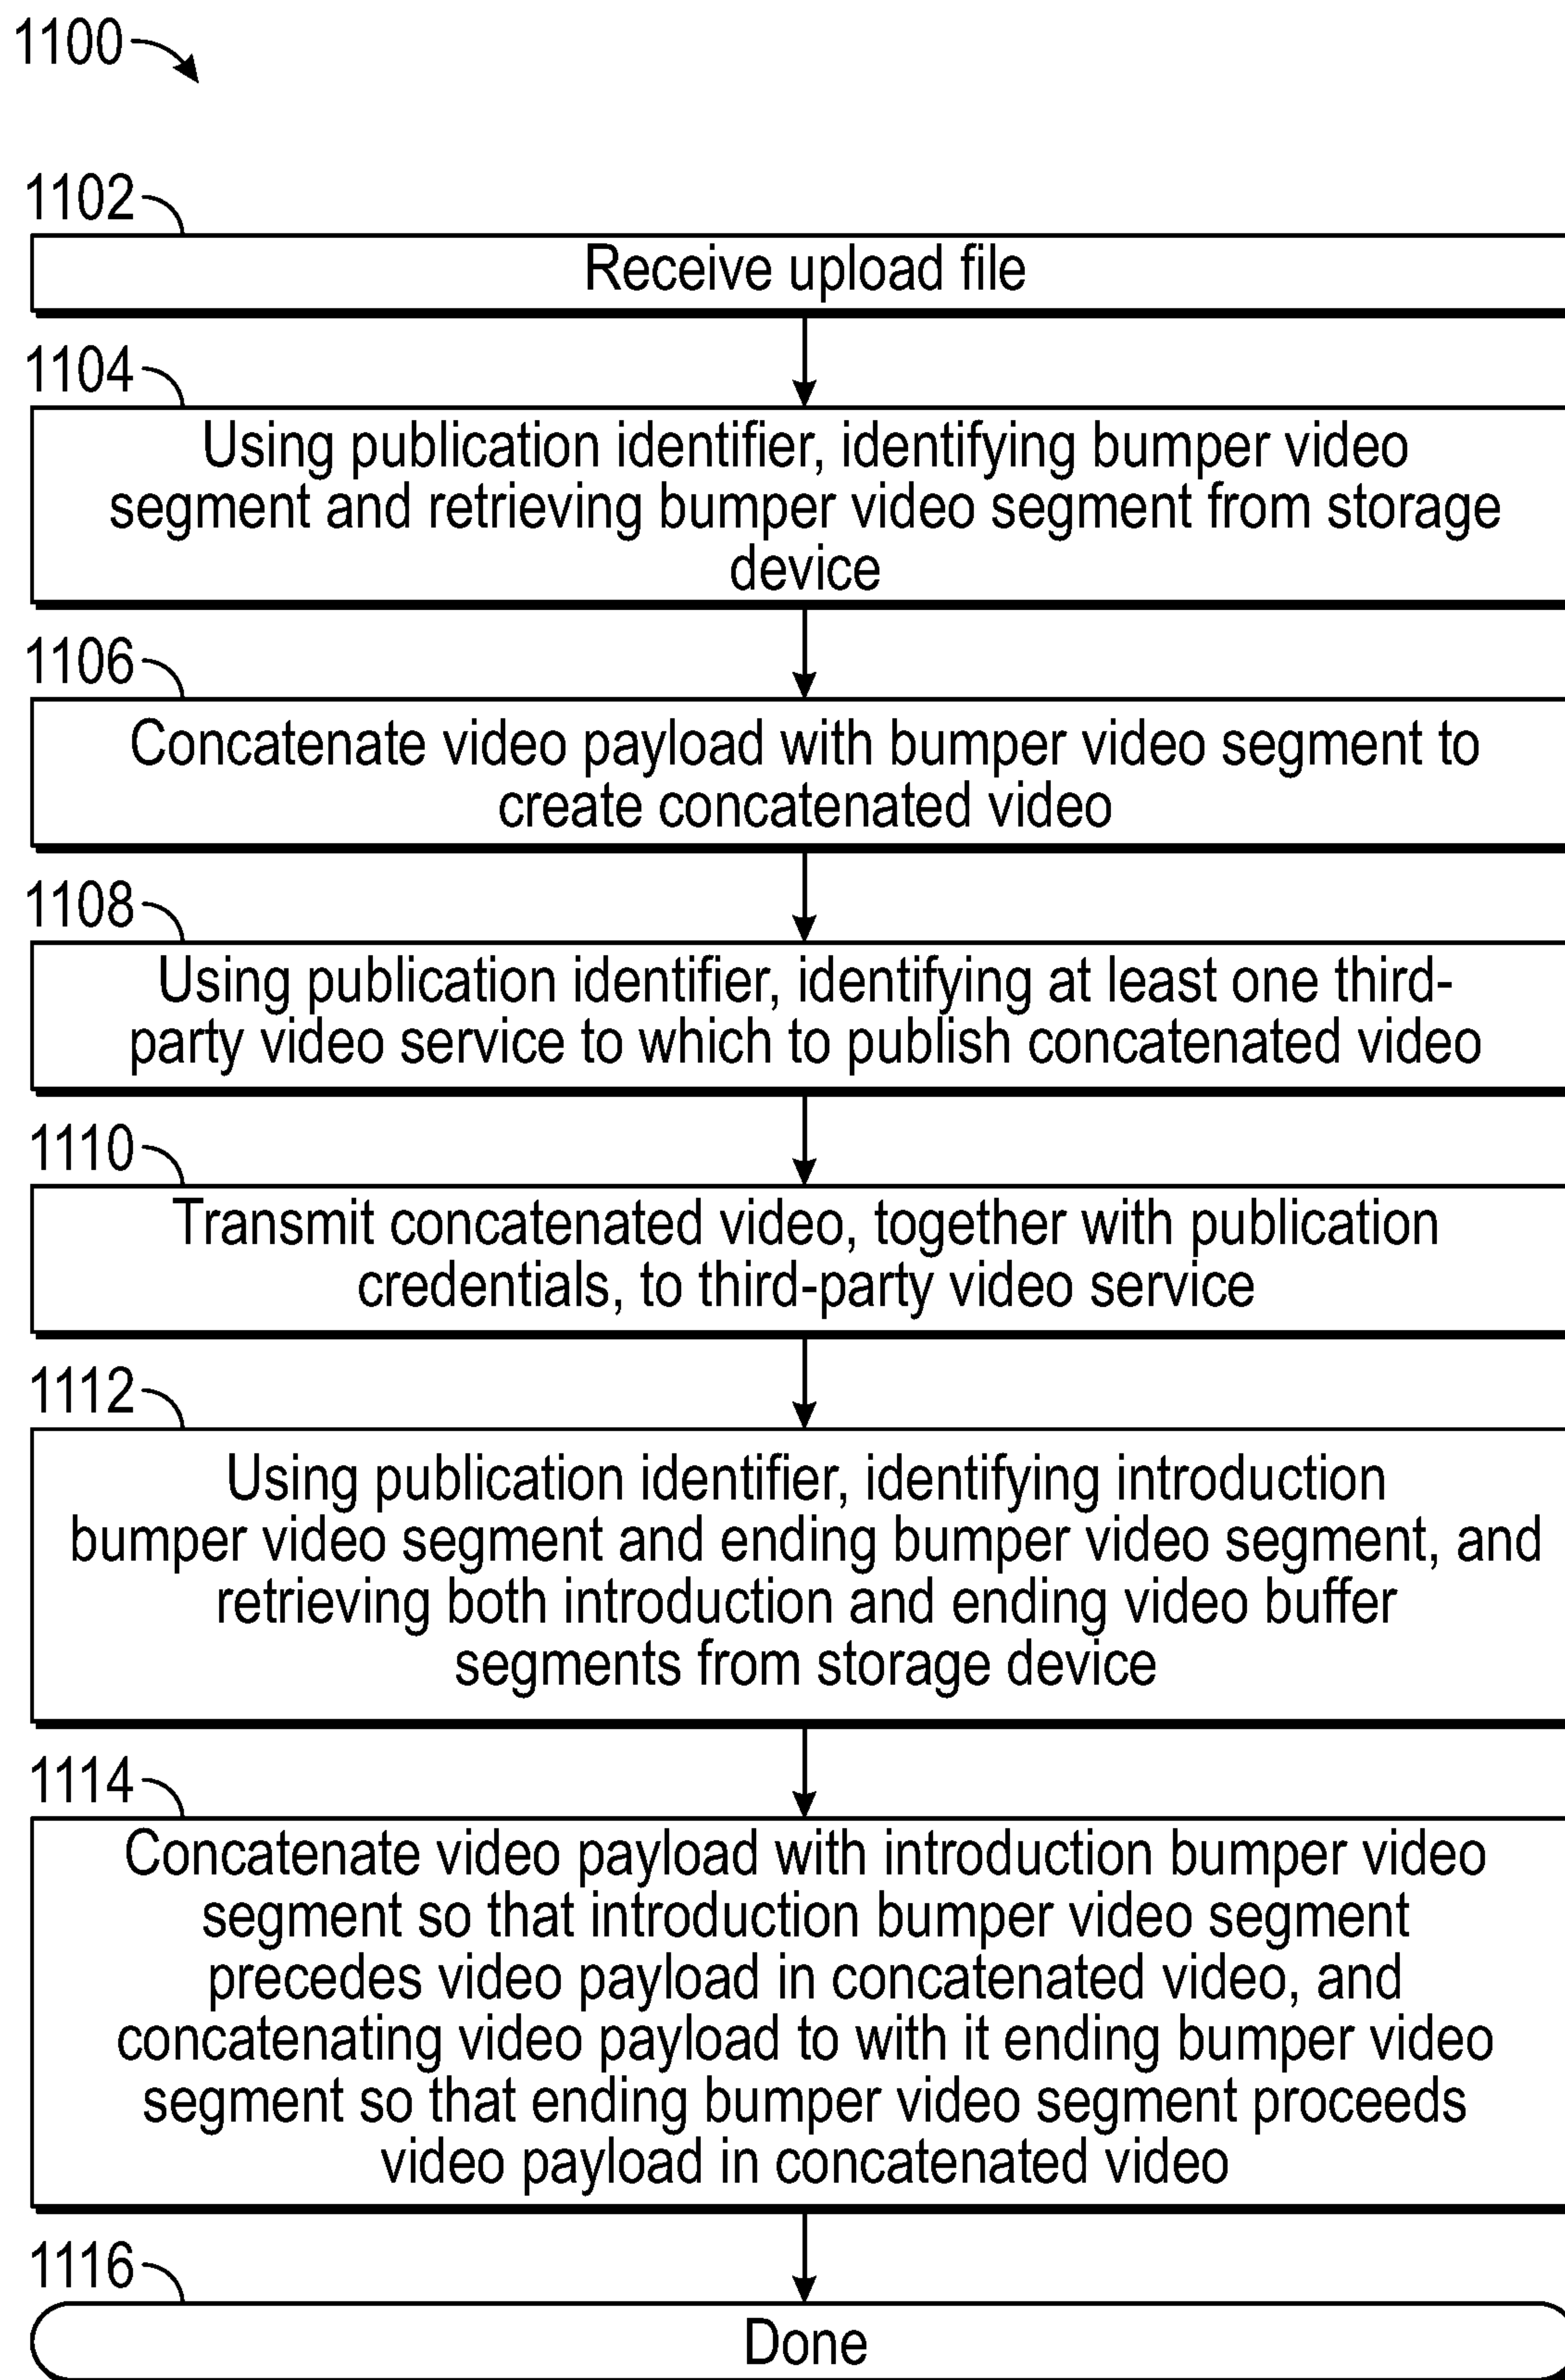 1100
1102
Receive upload file
1104
Using publication identifier, identifying bumper video
segment and retrieving bumper video segment from storage
device
1106
Concatenate video payload with bumper video segment to
create concatenated video
1108
Using publication identifier, identifying at least one third-
party video service to which to publish concatenated video
1110
Transmit concatenated video, together with publication
credentials, to third-party video service
1112
Using publication identifier, identifying introduction
bumper video segment and ending bumper video segment, and
retrieving both introduction and ending video buffer
segments from storage device
1114
Concatenate video payload with introduction bumper video
segment so that introduction bumper video segment
precedes video payload in concatenated video, and
concatenating video payload to with it ending bumper video
segment so that ending bumper video segment proceeds
video payload in concatenated video
1116
Done